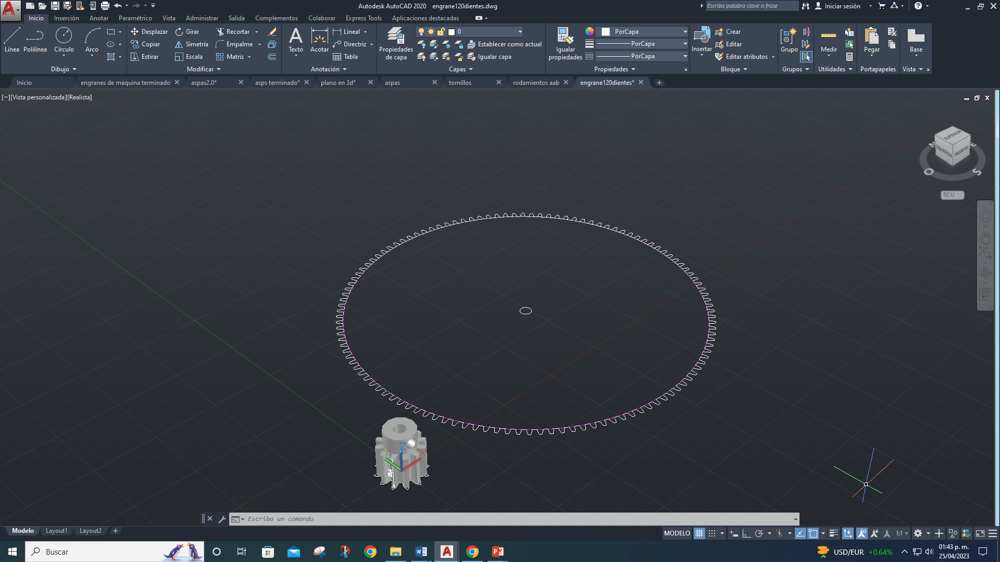 Autodesk AutoCAD 2020 engrane120dientes.dwg
Escriba palabra clave o frase
Iniciar sesión
Inicio Inserción Anotar Paramétrico Vista Administrar Salida Complementos Colaborar Express Tools Aplicaciones destacadas
Línea Polilínea Círculo Arco
Dibujo
Desplazar Girar Recortar
Copiar Simetría Empalme
Estirar Escala Matriz
Modificar
Texto Acotar
Lineal
Directriz
Tabla
Anotación
Propiedades de capa
0
Establecer como actual
Igualar capa
Capas
Igualar propiedades
PorCapa
PorCapa
PorCapa
Propiedades
Insertar
Crear
Editar
Editar atributos
Bloque
Grupo
Grupos
Medir
Utilidades
Pegar
Portapapeles
Base
Vista
Inicio engranes de maquina terminado aspas2.0* asps terminado* plano en 3d* aspas tornillos rodamientos aab engrane120dientes*
[−][Vista personalizada][Realista]
SUPERIOR
IZQUIERDA FRONTAL
N E
O S
SCU
Z
Y X
Escriba un comando
Modelo Layout1 Layout2
MODELO 1:1
Buscar
USD/EUR +0.64%
01:43 p. m.
25/04/2023